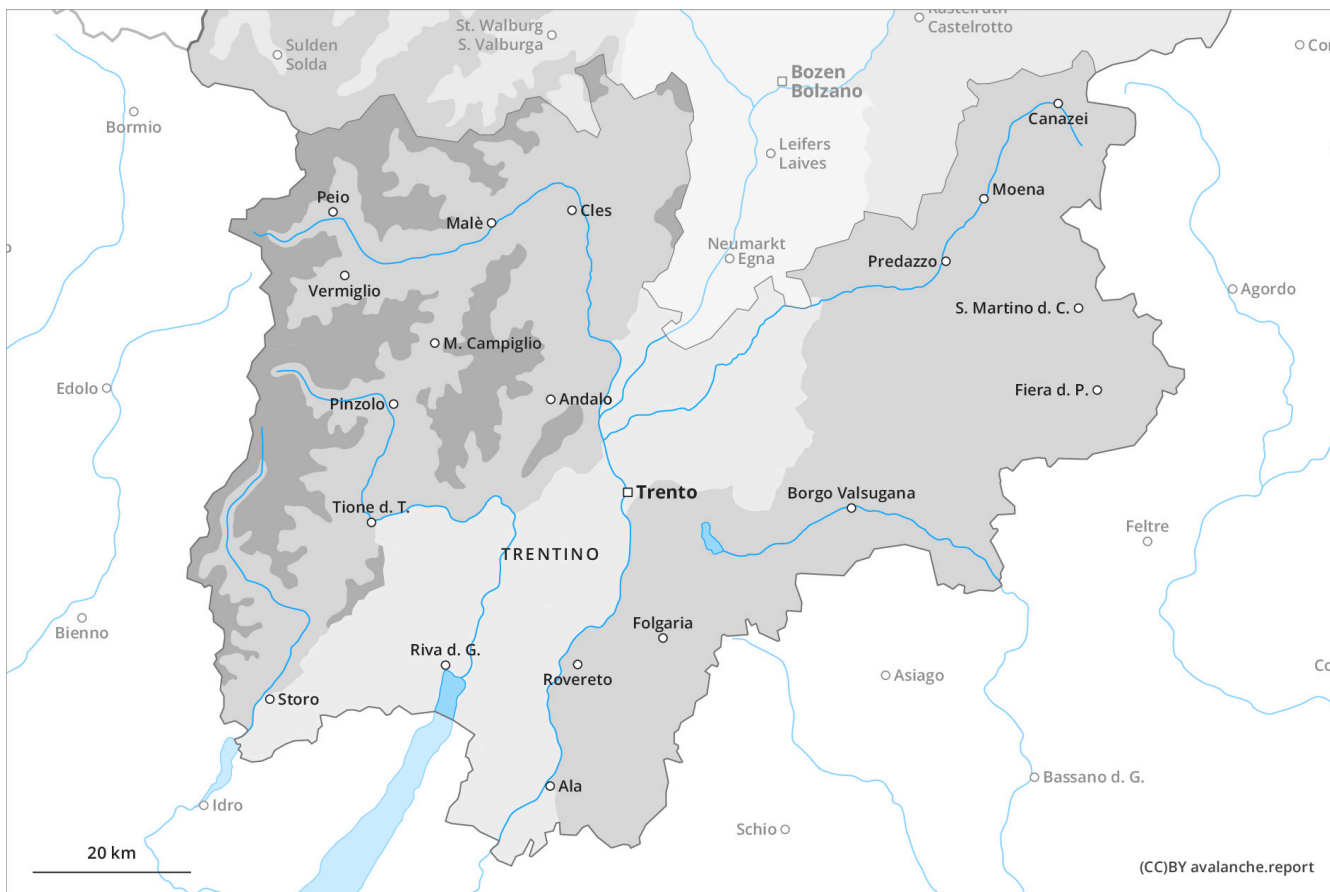 Kastelruth
Castelrotto
St. Walburg
S. Valburga
Sulden
Solda
Bozen
Bolzano
Canazei
Bormio
Leifers
Laives
Moena
Peio
Malè
Cles
Neumarkt
Egna
Predazzo
Vermiglio
Agordo
S. Martino d. C.
M. Campiglio
Edolo
Pinzolo
Andalo
Fiera d. P.
Trento
Borgo Valsugana
Tione d. T.
Feltre
TRENTINO
Bienno
Folgaria
Riva d. G.
Rovereto
Asiago
Storo
Ala
Bassano d. G.
Idro
Schio
20 km
(CC)BY avalanche.report